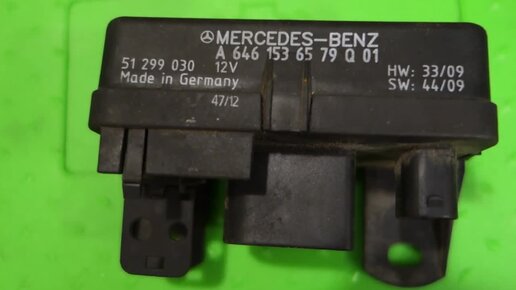 MERCEDES-BENZ
A 646 153 65 79 Q 01
51 299 030 12V
Made in Germany
47/12
HW: 33/09
SW: 44/09